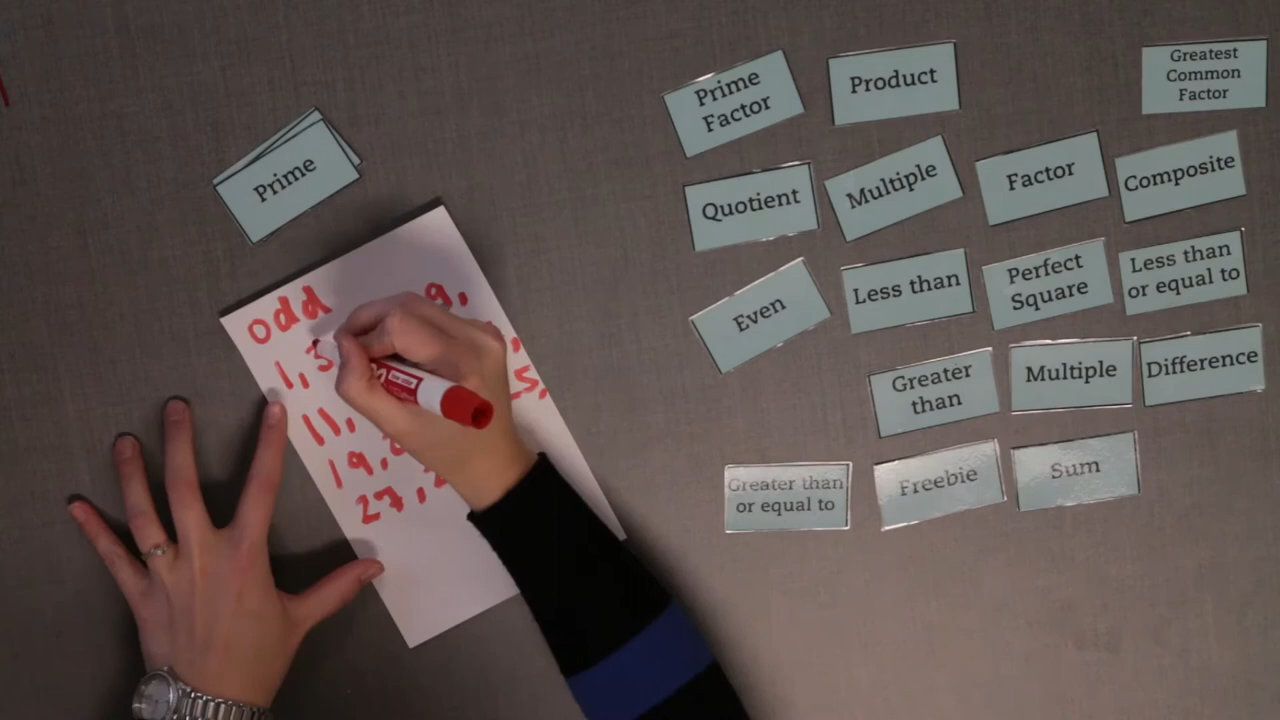 Prime
Factor
Product
Greatest
Common
Factor
Prime
Quotient
Multiple
Factor
Composite
Even
Less than
Perfect
Square
Less than
or equal to
Greater
than
Multiple
Difference
Greater than
or equal to
Freebie
Sum
odd
1, 3 9,
11,
19,
27,